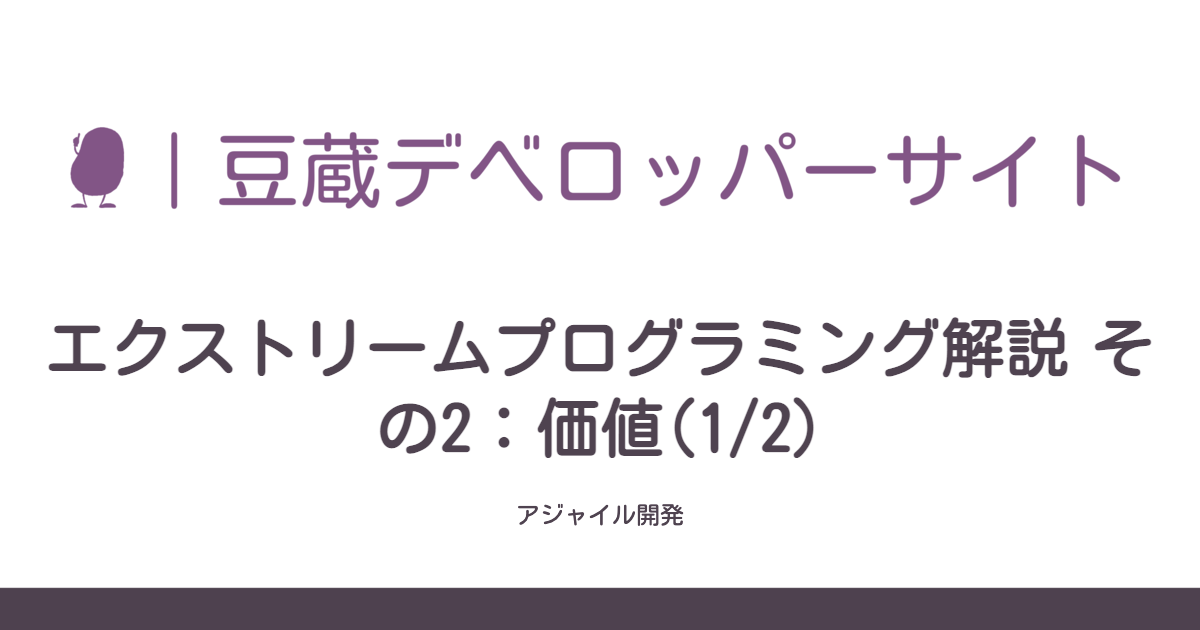 | 豆蔵デベロッパーサイト
エクストリームプログラミング解説 そ
の2：価値(1/2)
アジャイル開発